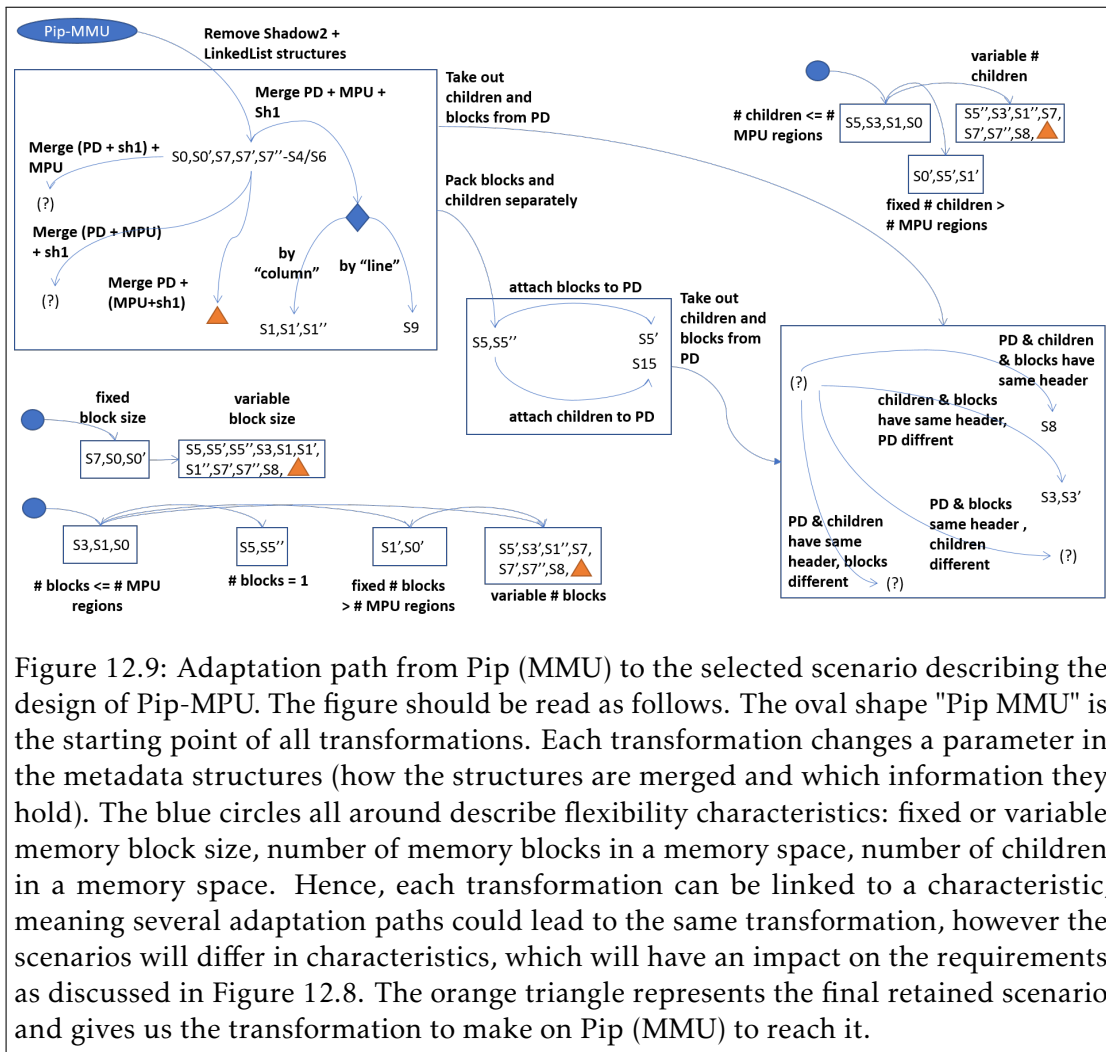 Pip-MMU
Remove Shadow2 +
LinkedList structures
Merge PD + MPU +
Sh1
Merge (PD + sh1) +
MPU
S0,S0',S7,S7',S7''-S4/S6
(?)
Merge (PD + MPU)
+ sh1
(?)
Merge PD +
(MPU+sh1)
by
"column"
by "line"
S1,S1',S1''
S9
Take out
children and
blocks from PD
Pack blocks and
children separately
attach blocks to PD
S5,S5''
S5'
S15
attach children to PD
Take out
children and
blocks from
PD
variable #
children
# children <= #
MPU regions
S5,S3,S1,S0
S5'',S3',S1'',S7,
S7',S7'',S8,
S0',S5',S1'
fixed # children >
# MPU regions
PD & children
& blocks have
same header
(?)
children & blocks
have same header,
PD diffrent
S8
S3,S3'
PD & blocks
same header ,
children
different
(?)
PD & children
have same
header, blocks
different
(?)
fixed
block size
variable
block size
S7,S0,S0'
S5,S5',S5'',S3,S1,S1',
S1'',S7',S7'',S8,
S3,S1,S0
# blocks <= # MPU
regions
S5,S5''
# blocks = 1
S1',S0'
fixed # blocks
> # MPU regions
S5',S3',S1'',S7,
S7',S7'',S8,
variable # blocks
Figure 12.9: Adaptation path from Pip (MMU) to the selected scenario describing the
design of Pip-MPU. The figure should be read as follows. The oval shape "Pip MMU" is
the starting point of all transformations. Each transformation changes a parameter in
the metadata structures (how the structures are merged and which information they
hold). The blue circles all around describe flexibility characteristics: fixed or variable
memory block size, number of memory blocks in a memory space, number of children
in a memory space. Hence, each transformation can be linked to a characteristic,
meaning several adaptation paths could lead to the same transformation, however the
scenarios will differ in characteristics, which will have an impact on the requirements
as discussed in Figure 12.8. The orange triangle represents the final retained scenario
and gives us the transformation to make on Pip (MMU) to reach it.